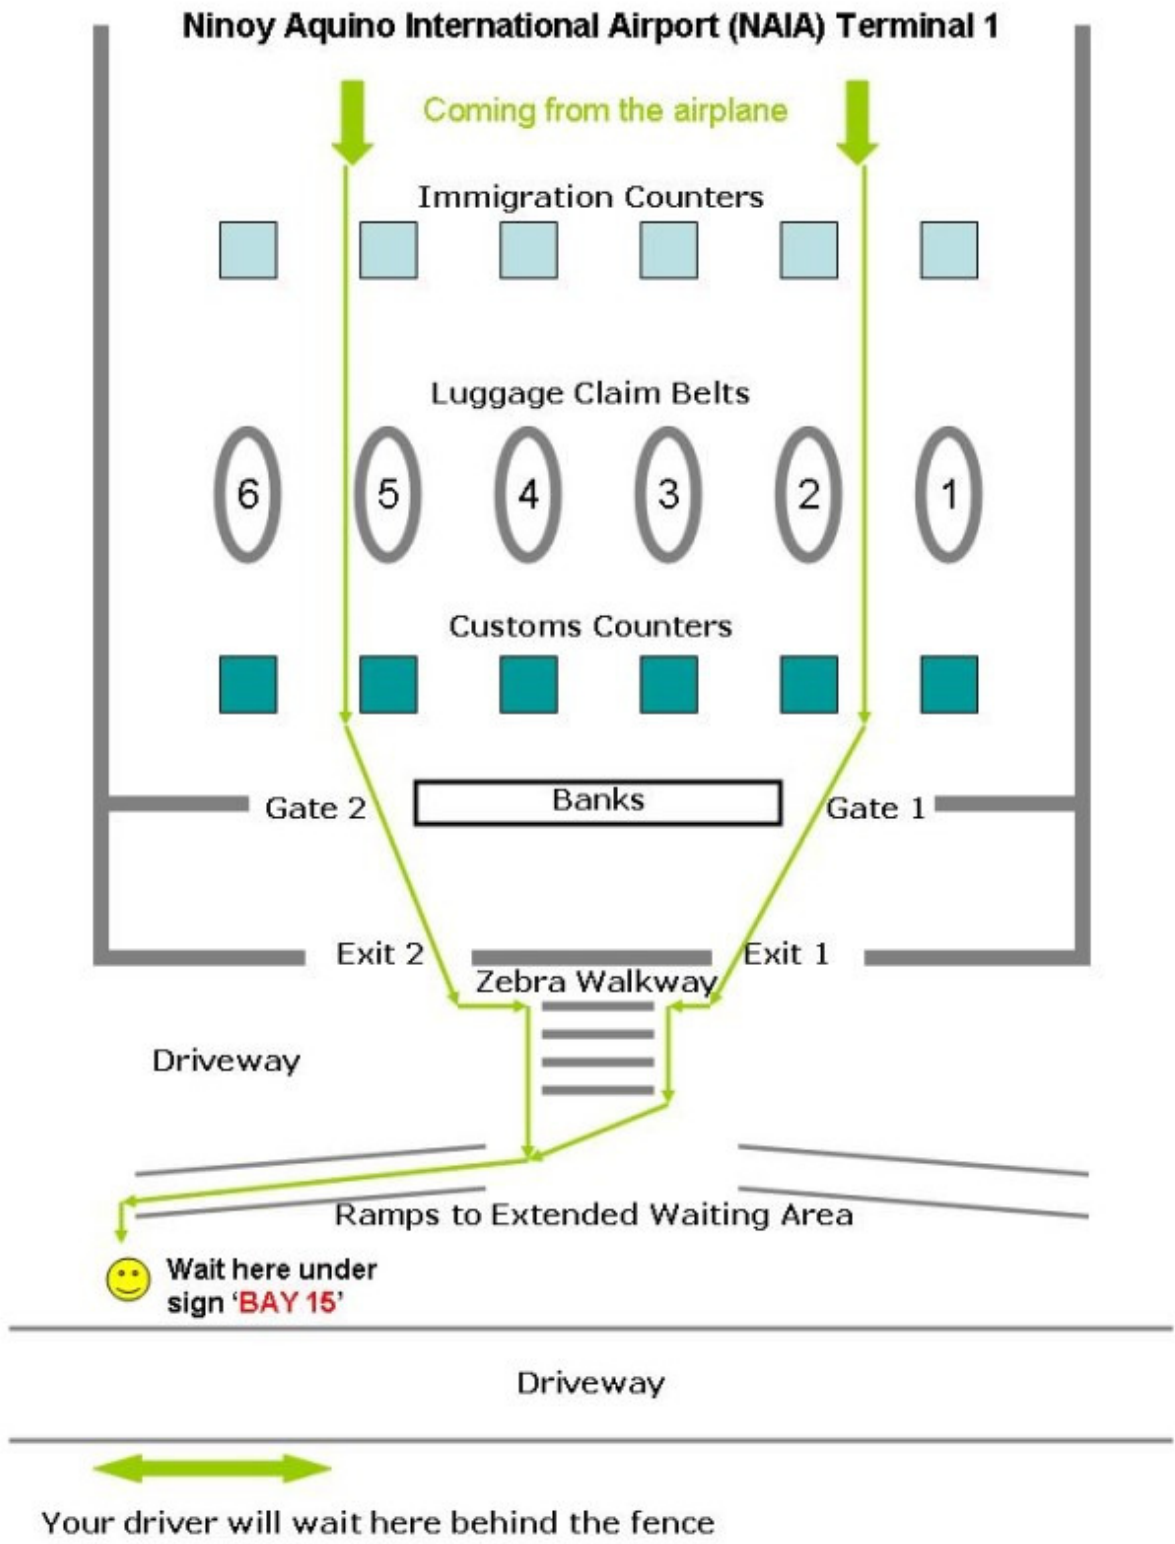 Ninoy Aquino International Airport (NAIA) Terminal 1
Coming from the airplane
Immigration Counters
Luggage Claim Belts
6 5 4 3 2 1
Customs Counters
Banks
Gate 2 Gate 1
Exit 2 Exit 1
Zebra Walkway
Driveway
Ramps to Extended Waiting Area
Wait here under
sign ‘BAY 15’
Driveway
Your driver will wait here behind the fence